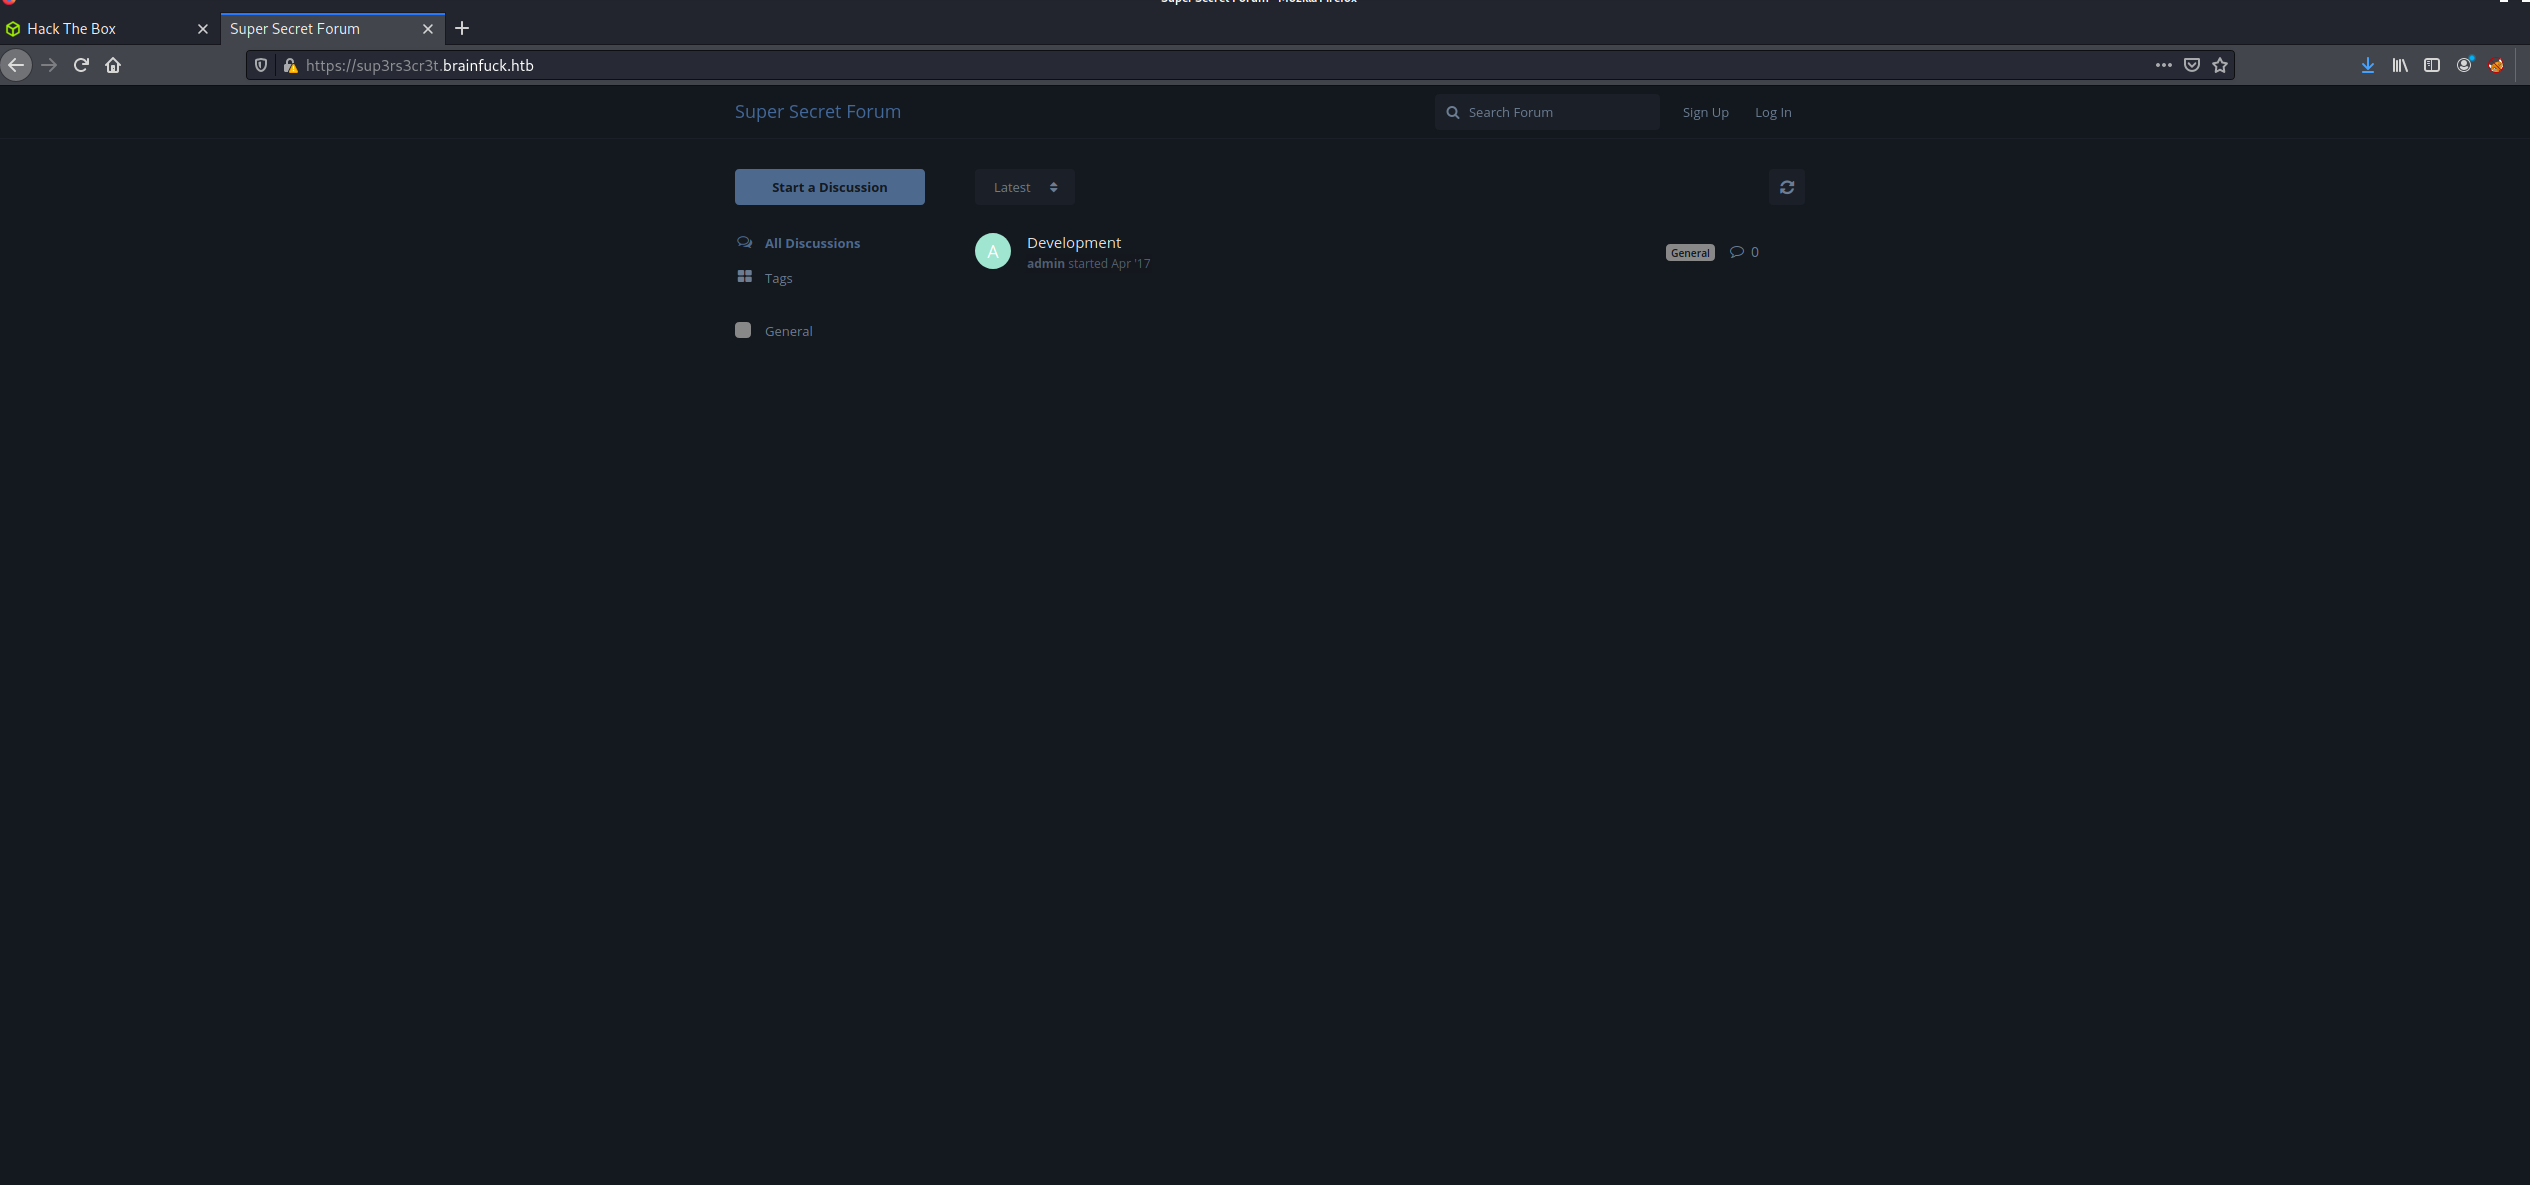 Super Secret Forum - Mozilla Firefox
Hack The Box
Super Secret Forum
https://sup3rs3cr3t.brainfuck.htb
Super Secret Forum
Search Forum
Sign Up
Log In
Start a Discussion
Latest
All Discussions
A
Development
General
0
admin started Apr '17
Tags
General